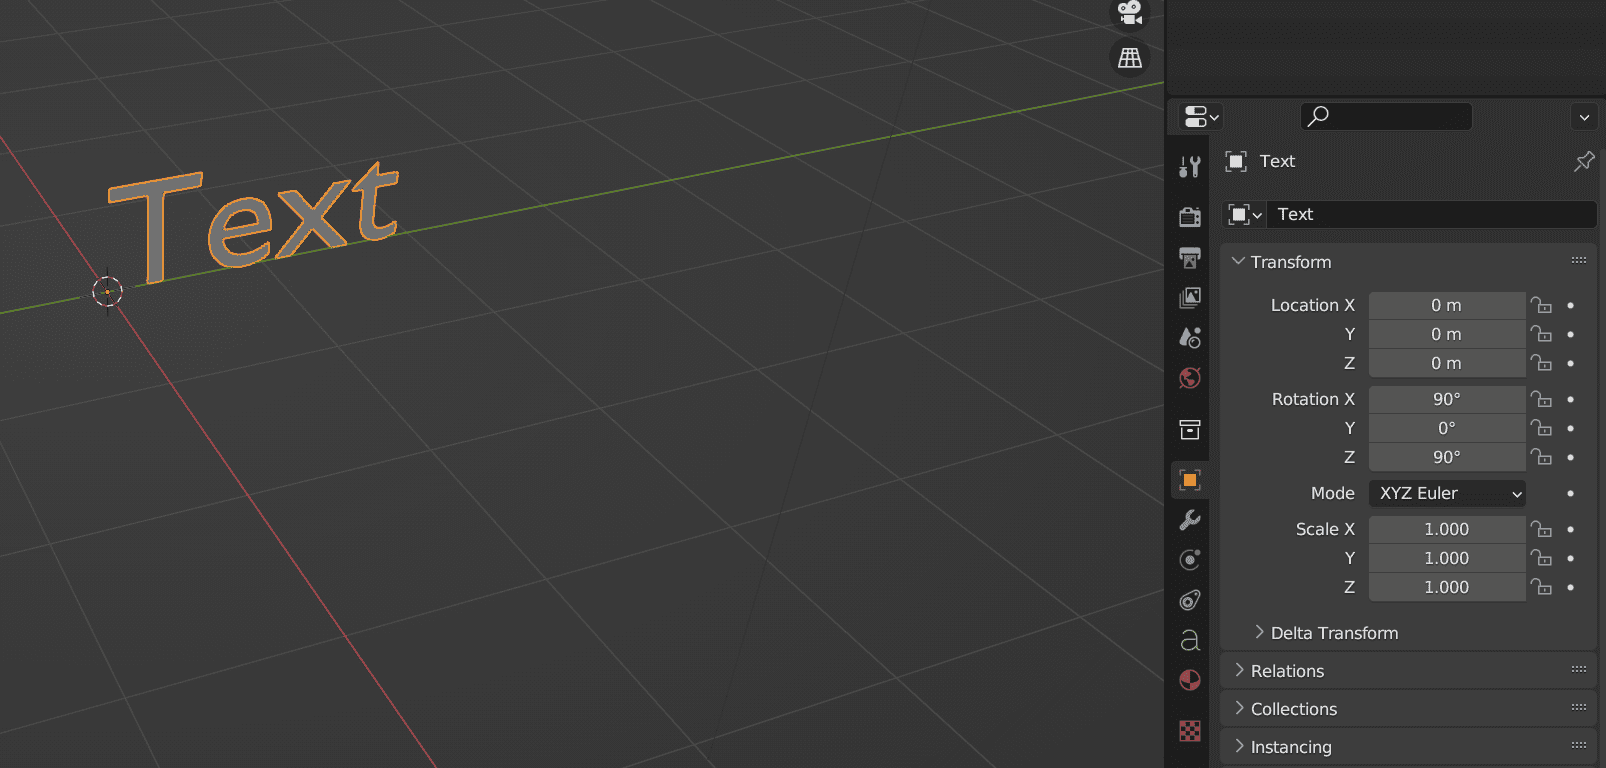 Text
Text
Text
Transform
Location X 0 m
Y 0 m
Z 0 m
Rotation X 90°
Y 0°
Z 90°
Mode XYZ Euler
Scale X 1.000
Y 1.000
Z 1.000
Delta Transform
Relations
Collections
Instancing